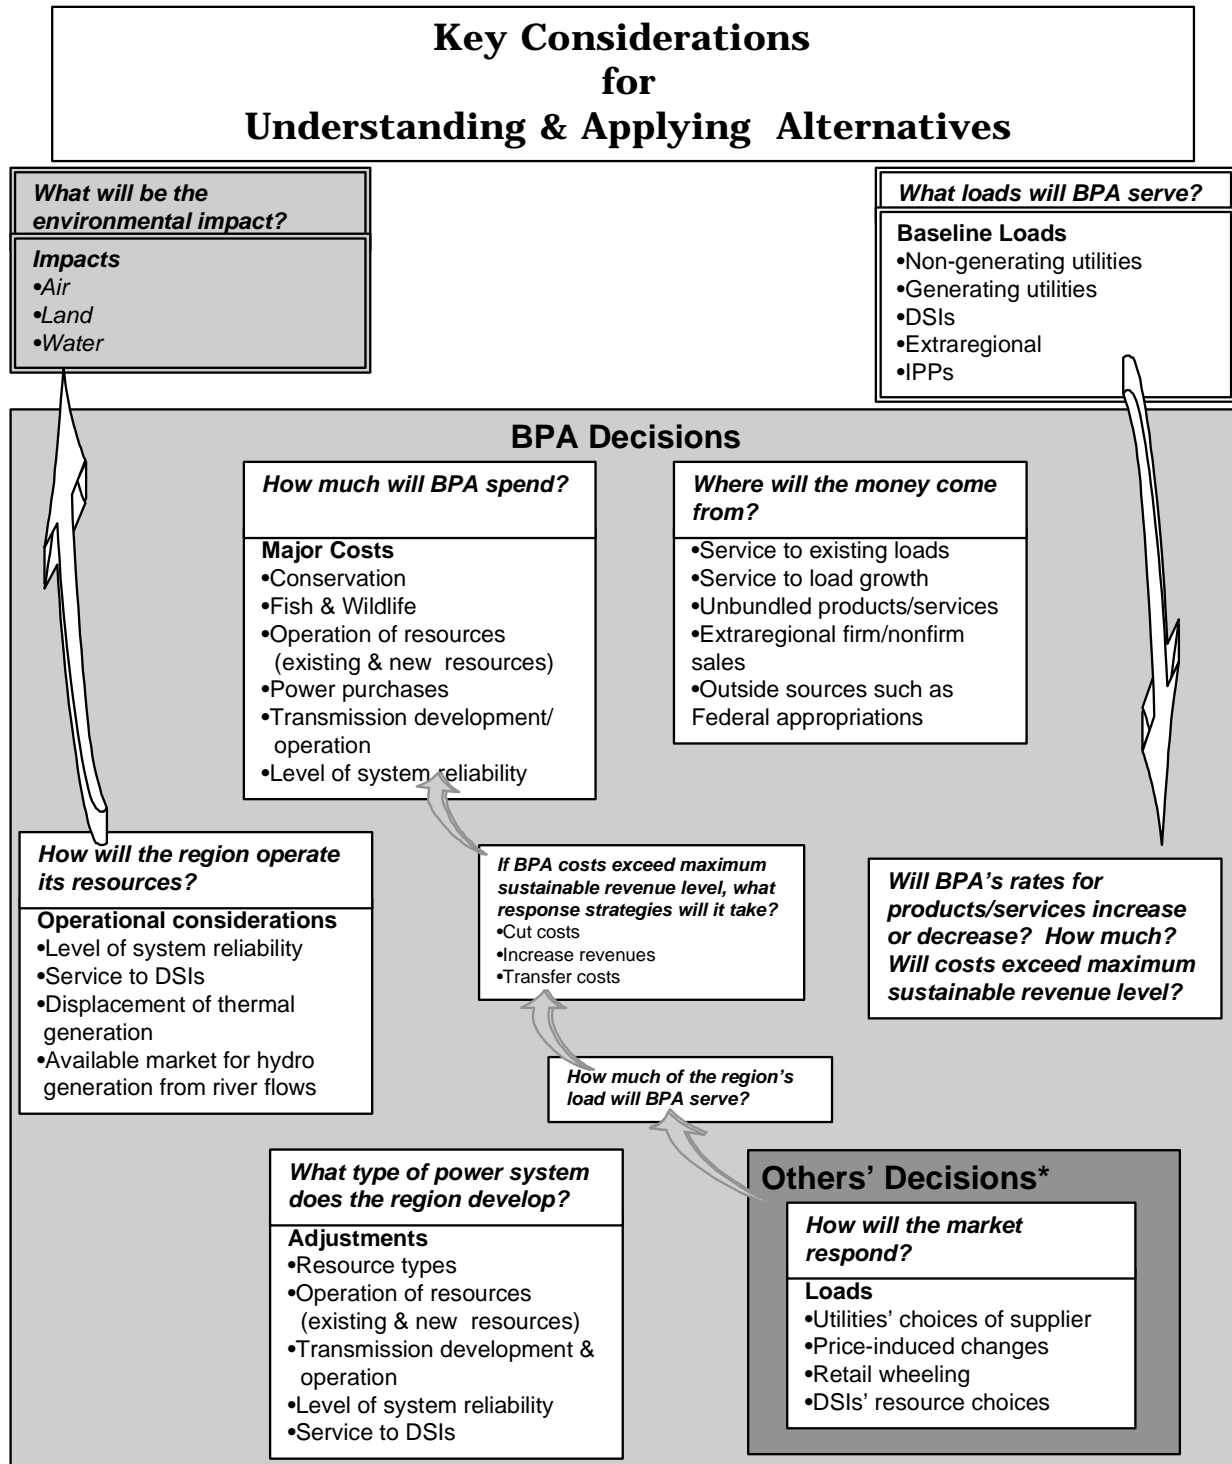 Key Considerations
for
Understanding & Applying Alternatives
What will be the
environmental impact?
Impacts
•Air
•Land
•Water
What loads will BPA serve?
Baseline Loads
•Non-generating utilities
•Generating utilities
•DSIs
•Extraregional
•IPPs
BPA Decisions
How much will BPA spend?
Major Costs
•Conservation
•Fish & Wildlife
•Operation of resources
(existing & new resources)
•Power purchases
•Transmission development/
operation
•Level of system reliability
Where will the money come
from?
•Service to existing loads
•Service to load growth
•Unbundled products/services
•Extraregional firm/nonfirm
sales
•Outside sources such as
Federal appropriations
How will the region operate
its resources?
Operational considerations
•Level of system reliability
•Service to DSIs
•Displacement of thermal
generation
•Available market for hydro
generation from river flows
If BPA costs exceed maximum
sustainable revenue level, what
response strategies will it take?
•Cut costs
•Increase revenues
•Transfer costs
Will BPA's rates for
products/services increase
or decrease? How much?
Will costs exceed maximum
sustainable revenue level?
How much of the region's
load will BPA serve?
What type of power system
does the region develop?
Adjustments
•Resource types
•Operation of resources
(existing & new resources)
•Transmission development &
operation
•Level of system reliability
•Service to DSIs
Others' Decisions*
How will the market
respond?
Loads
•Utilities' choices of supplier
•Price-induced changes
•Retail wheeling
•DSIs' resource choices